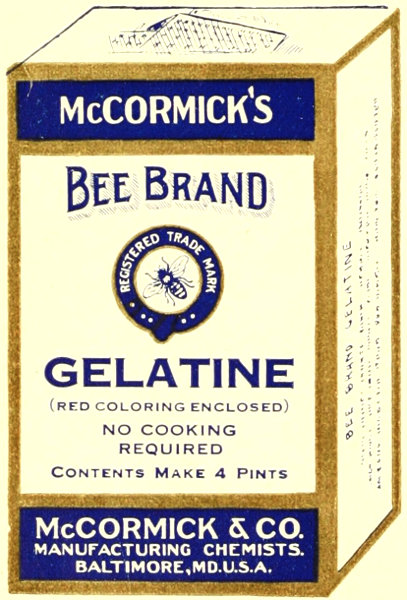 McCORMICK'S
BEE BRAND
REGISTERED TRADE MARK
GELATINE
(RED COLORING ENCLOSED)
NO COOKING
REQUIRED
CONTENTS MAKE 4 PINTS
McCORMICK & CO.
MANUFACTURING CHEMISTS.
BALTIMORE, MD. U.S.A.
BEE BRAND GELATINE